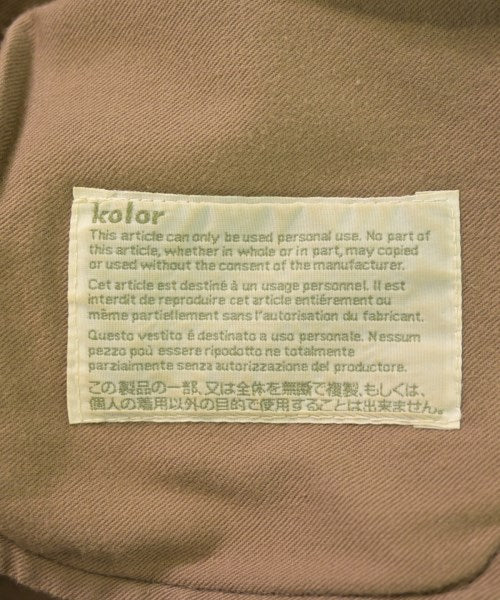 kolor
This article can only be used personal use. No part of
this article, whether in whole or in part, may copied
or used without the consent of the manufacturer.
Cet article est destiné à un usage personnel. Il est
interdit de reproduire cet article entiérement ou
même partiellement sans l'autorisation du fabricant.
Questo vestito é destinato a uso personale. Nessum
pezzo poù essere ripodotto ne totalmente
parzialmente senza autorizzazione del productore.
この製品の一部、又は全体を無断で複製、もしくは、
個人の着用以外の目的で使用することは出来ません。